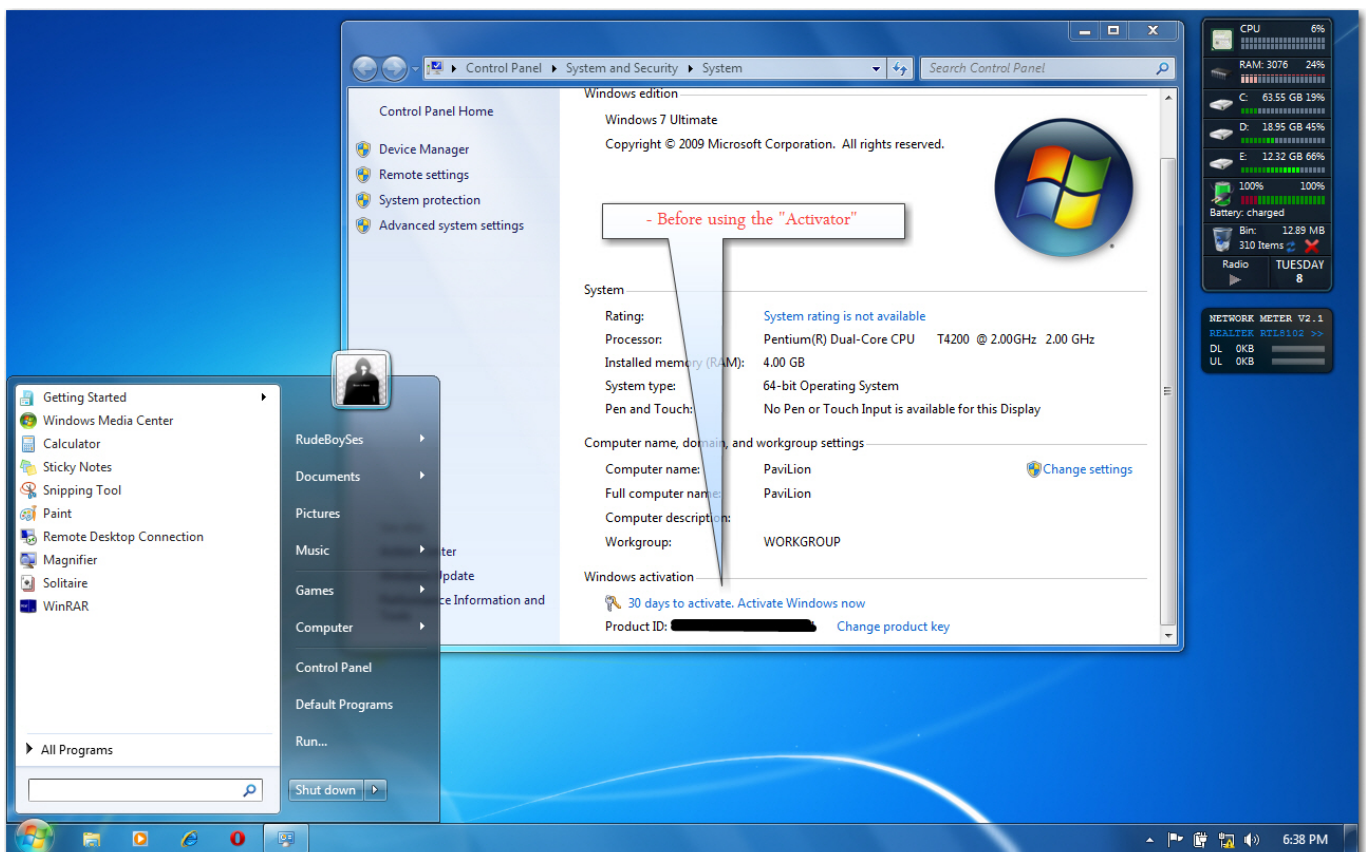 Control Panel ▸ System and Security ▸ System
Search Control Panel
Control Panel Home
Device Manager
Remote settings
System protection
Advanced system settings
Windows edition
Windows 7 Ultimate
Copyright © 2009 Microsoft Corporation. All rights reserved.
- Before using the "Activator"
System
Rating: System rating is not available
Processor: Pentium(R) Dual-Core CPU T4200 @ 2.00GHz 2.00 GHz
Installed memory (RAM): 4.00 GB
System type: 64-bit Operating System
Pen and Touch: No Pen or Touch Input is available for this Display
Computer name, domain, and workgroup settings
Computer name: PaviLion
Change settings
Full computer name: PaviLion
Computer description:
Workgroup: WORKGROUP
Windows activation
30 days to activate. Activate Windows now
Product ID:
Change product key
ter
pdate
ce Information and
Getting Started
Windows Media Center
Calculator
Sticky Notes
Snipping Tool
Paint
Remote Desktop Connection
Magnifier
Solitaire
WinRAR
All Programs
RudeBoySes
Documents
Pictures
Music
Games
Computer
Control Panel
Default Programs
Run...
Shut down
CPU 6%
RAM: 3076 24%
C: 63.55 GB 19%
D: 18.95 GB 45%
E: 12.32 GB 66%
100% 100%
Battery: charged
Bin: 12.89 MB
310 Items
Radio TUESDAY
8
NETWORK METER V2.1
REALTEK RTL8102 >>
DL 0KB
UL 0KB
6:38 PM